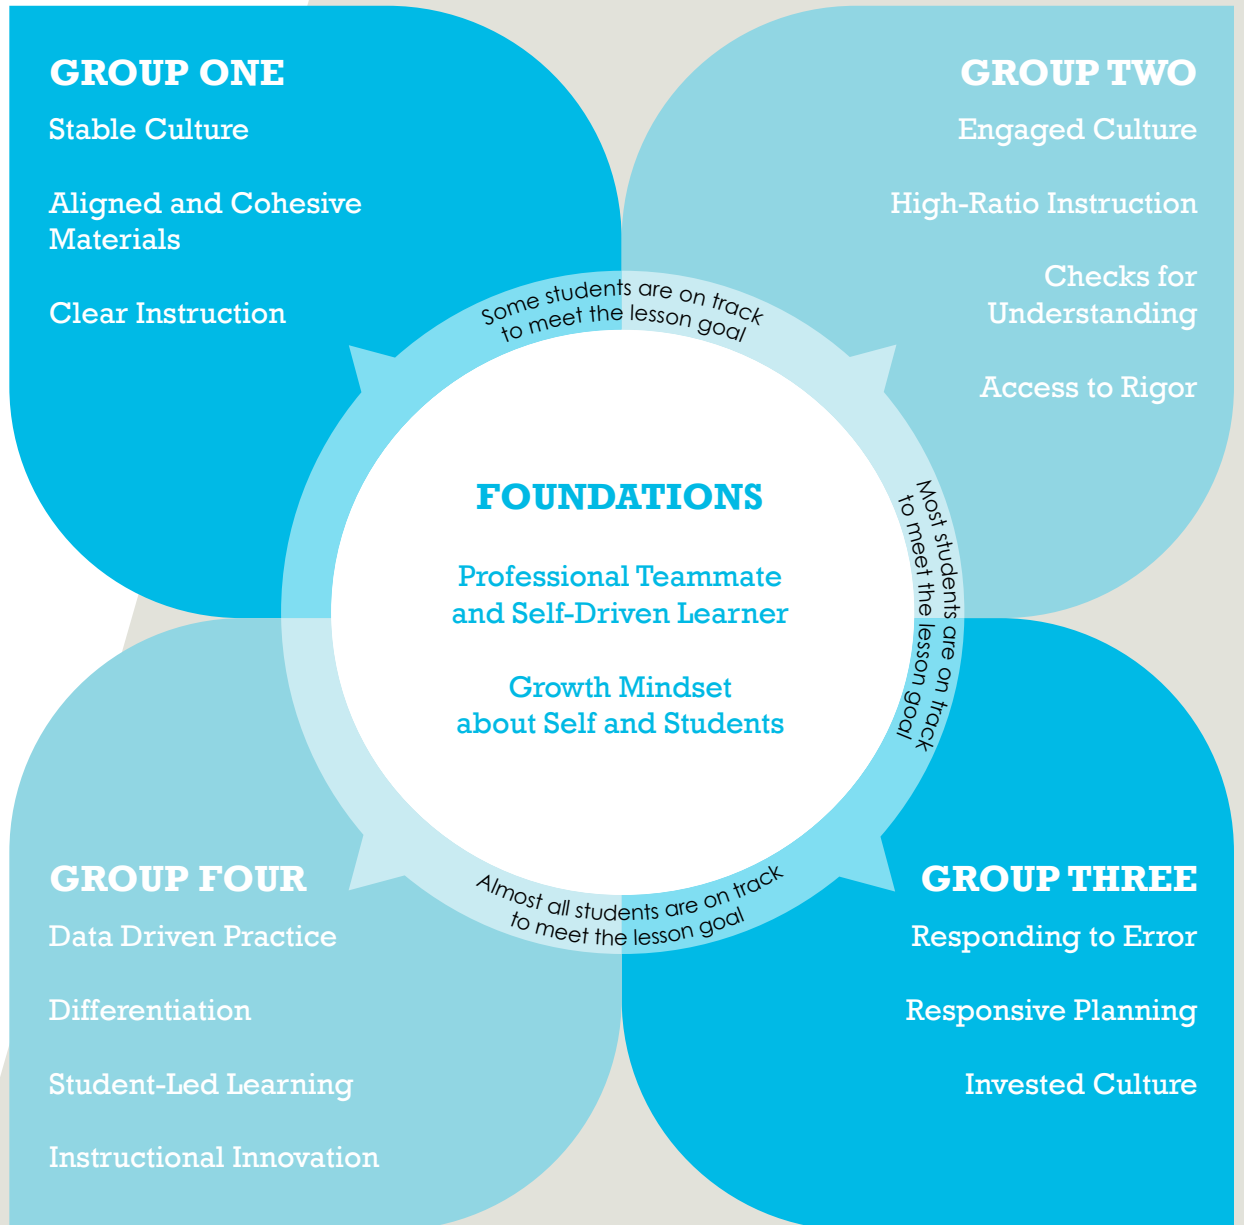 GROUP ONE
Stable Culture
Aligned and Cohesive
Materials
Clear Instruction
GROUP TWO
Engaged Culture
High-Ratio Instruction
Checks for
Understanding
Access to Rigor
Some students are on track
to meet the lesson goal
FOUNDATIONS
Professional Teammate
and Self-Driven Learner
Growth Mindset
about Self and Students
Most students are on track
to meet the lesson goal
GROUP THREE
Responding to Error
Responsive Planning
Invested Culture
Almost all students are on track
to meet the lesson goal
GROUP FOUR
Data Driven Practice
Differentiation
Student-Led Learning
Instructional Innovation